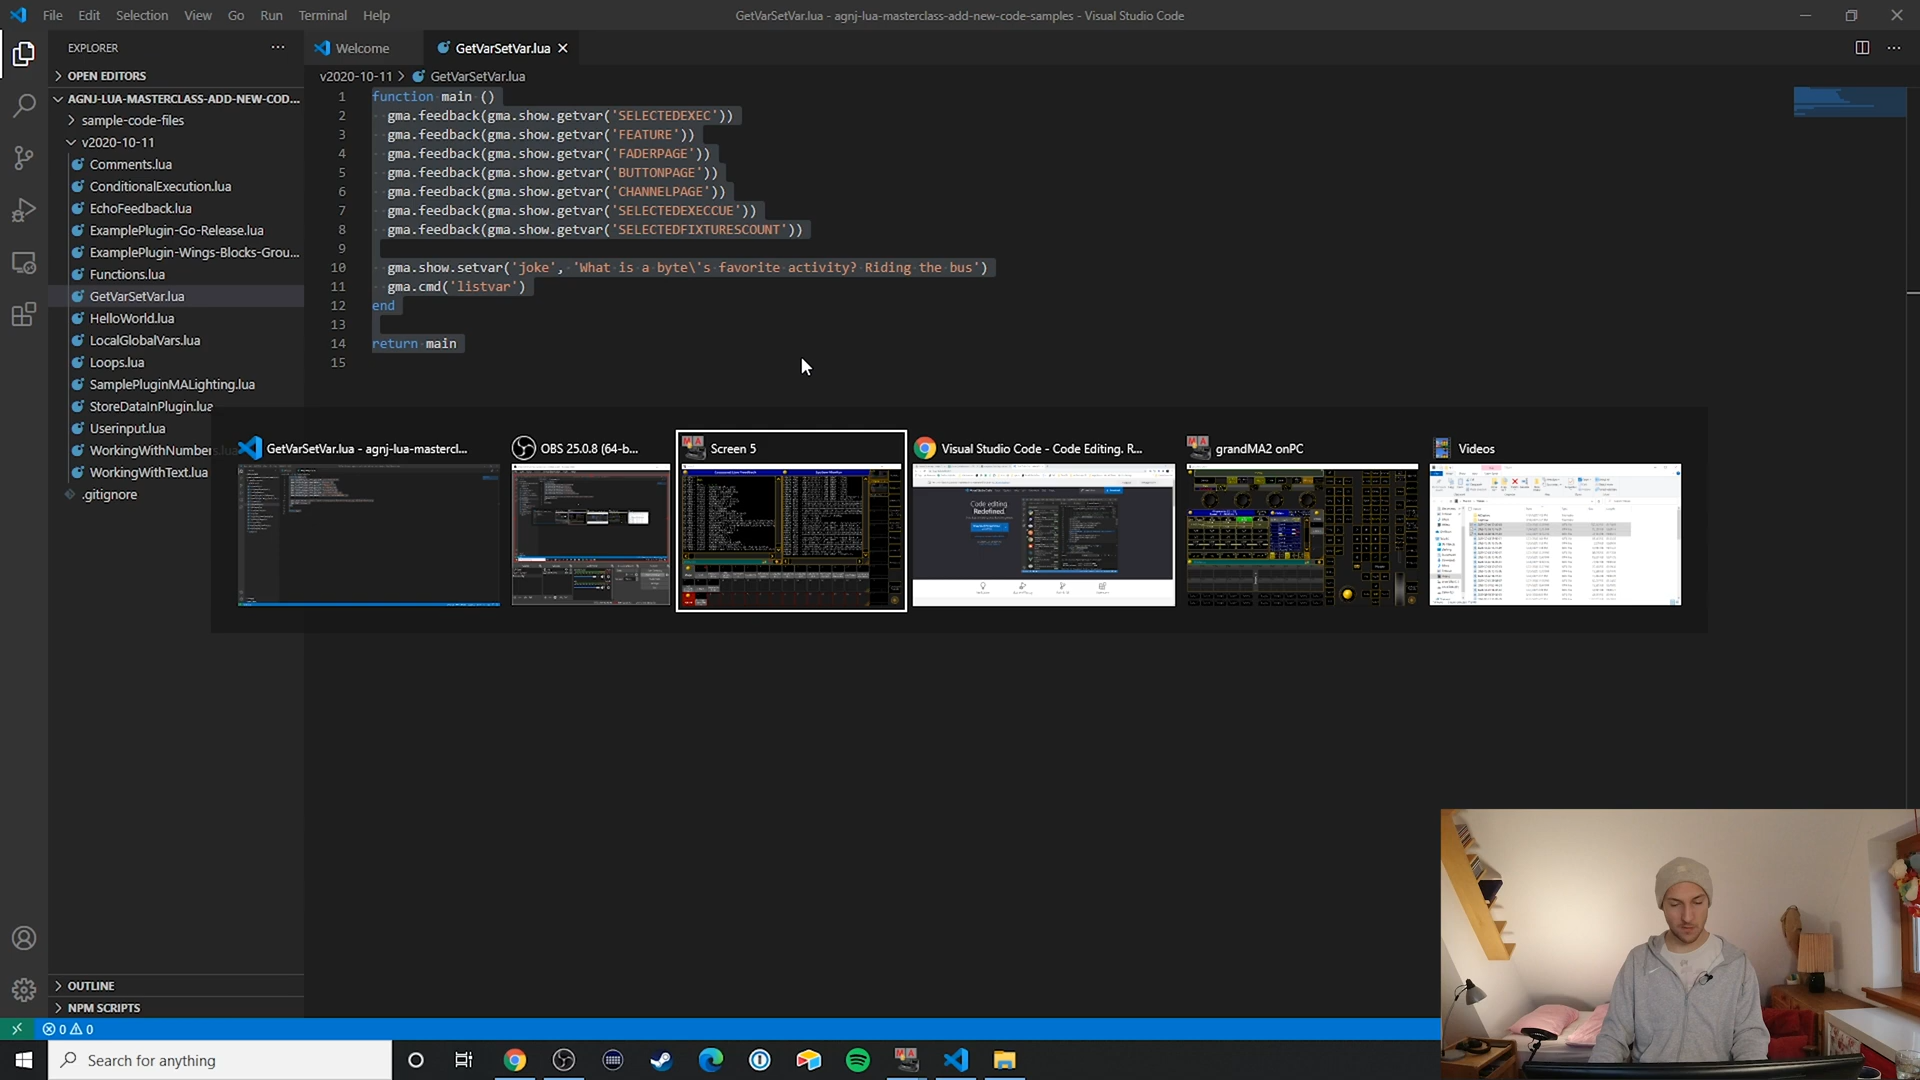 File Edit Selection View Go Run Terminal Help
GetVarSetVar.lua - agnj-lua-masterclass-add-new-code-samples - Visual Studio Code
EXPLORER
Welcome
GetVarSetVar.lua
OPEN EDITORS
v2020-10-11 > GetVarSetVar.lua
AGNJ-LUA-MASTERCLASS-ADD-NEW-COD...
sample-code-files
v2020-10-11
Comments.lua
ConditionalExecution.lua
EchoFeedback.lua
ExamplePlugin-Go-Release.lua
ExamplePlugin-Wings-Blocks-Grou...
Functions.lua
GetVarSetVar.lua
HelloWorld.lua
LocalGlobalVars.lua
Loops.lua
SamplePluginMALighting.lua
StoreDataInPlugin.lua
Userinput.lua
WorkingWithNumbers.lua
WorkingWithText.lua
.gitignore
1 function main ()
2 gma.feedback(gma.show.getvar('SELECTEDEXEC'))
3 gma.feedback(gma.show.getvar('FEATURE'))
4 gma.feedback(gma.show.getvar('FADERPAGE'))
5 gma.feedback(gma.show.getvar('BUTTONPAGE'))
6 gma.feedback(gma.show.getvar('CHANNELPAGE'))
7 gma.feedback(gma.show.getvar('SELECTEDEXECCUE'))
8 gma.feedback(gma.show.getvar('SELECTEDFIXTURESCOUNT'))
9
10 gma.show.setvar('joke', 'What is a byte\'s favorite activity? Riding the bus')
11 gma.cmd('listvar')
12 end
13
14 return main
15
GetVarSetVar.lua - agnj-lua-mastercl...
OBS 25.0.8 (64-b...
Screen 5
Visual Studio Code - Code Editing. R...
grandMA2 onPC
Videos
Code editing.
Redefined.
OUTLINE
NPM SCRIPTS
0 0
Search for anything